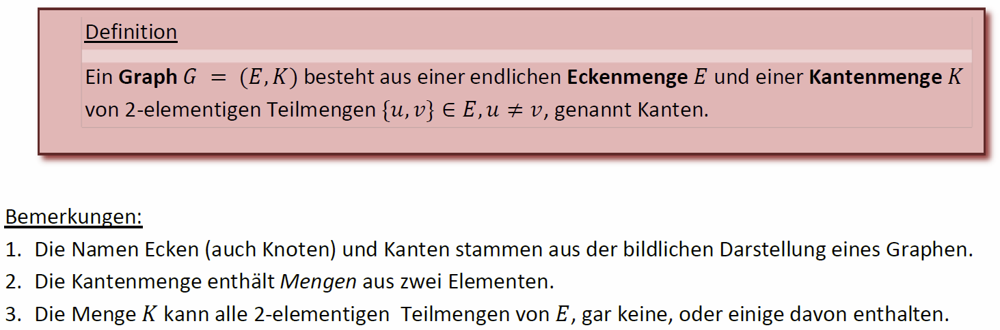 Definition
Ein Graph G = (E, K) besteht aus einer endlichen Eckenmenge E und einer Kantenmenge K
von 2-elementigen Teilmengen {u, v} ∈ E, u ≠ v, genannt Kanten.
Bemerkungen:
1. Die Namen Ecken (auch Knoten) und Kanten stammen aus der bildlichen Darstellung eines Graphen.
2. Die Kantenmenge enthält Mengen aus zwei Elementen.
3. Die Menge K kann alle 2-elementigen Teilmengen von E, gar keine, oder einige davon enthalten.